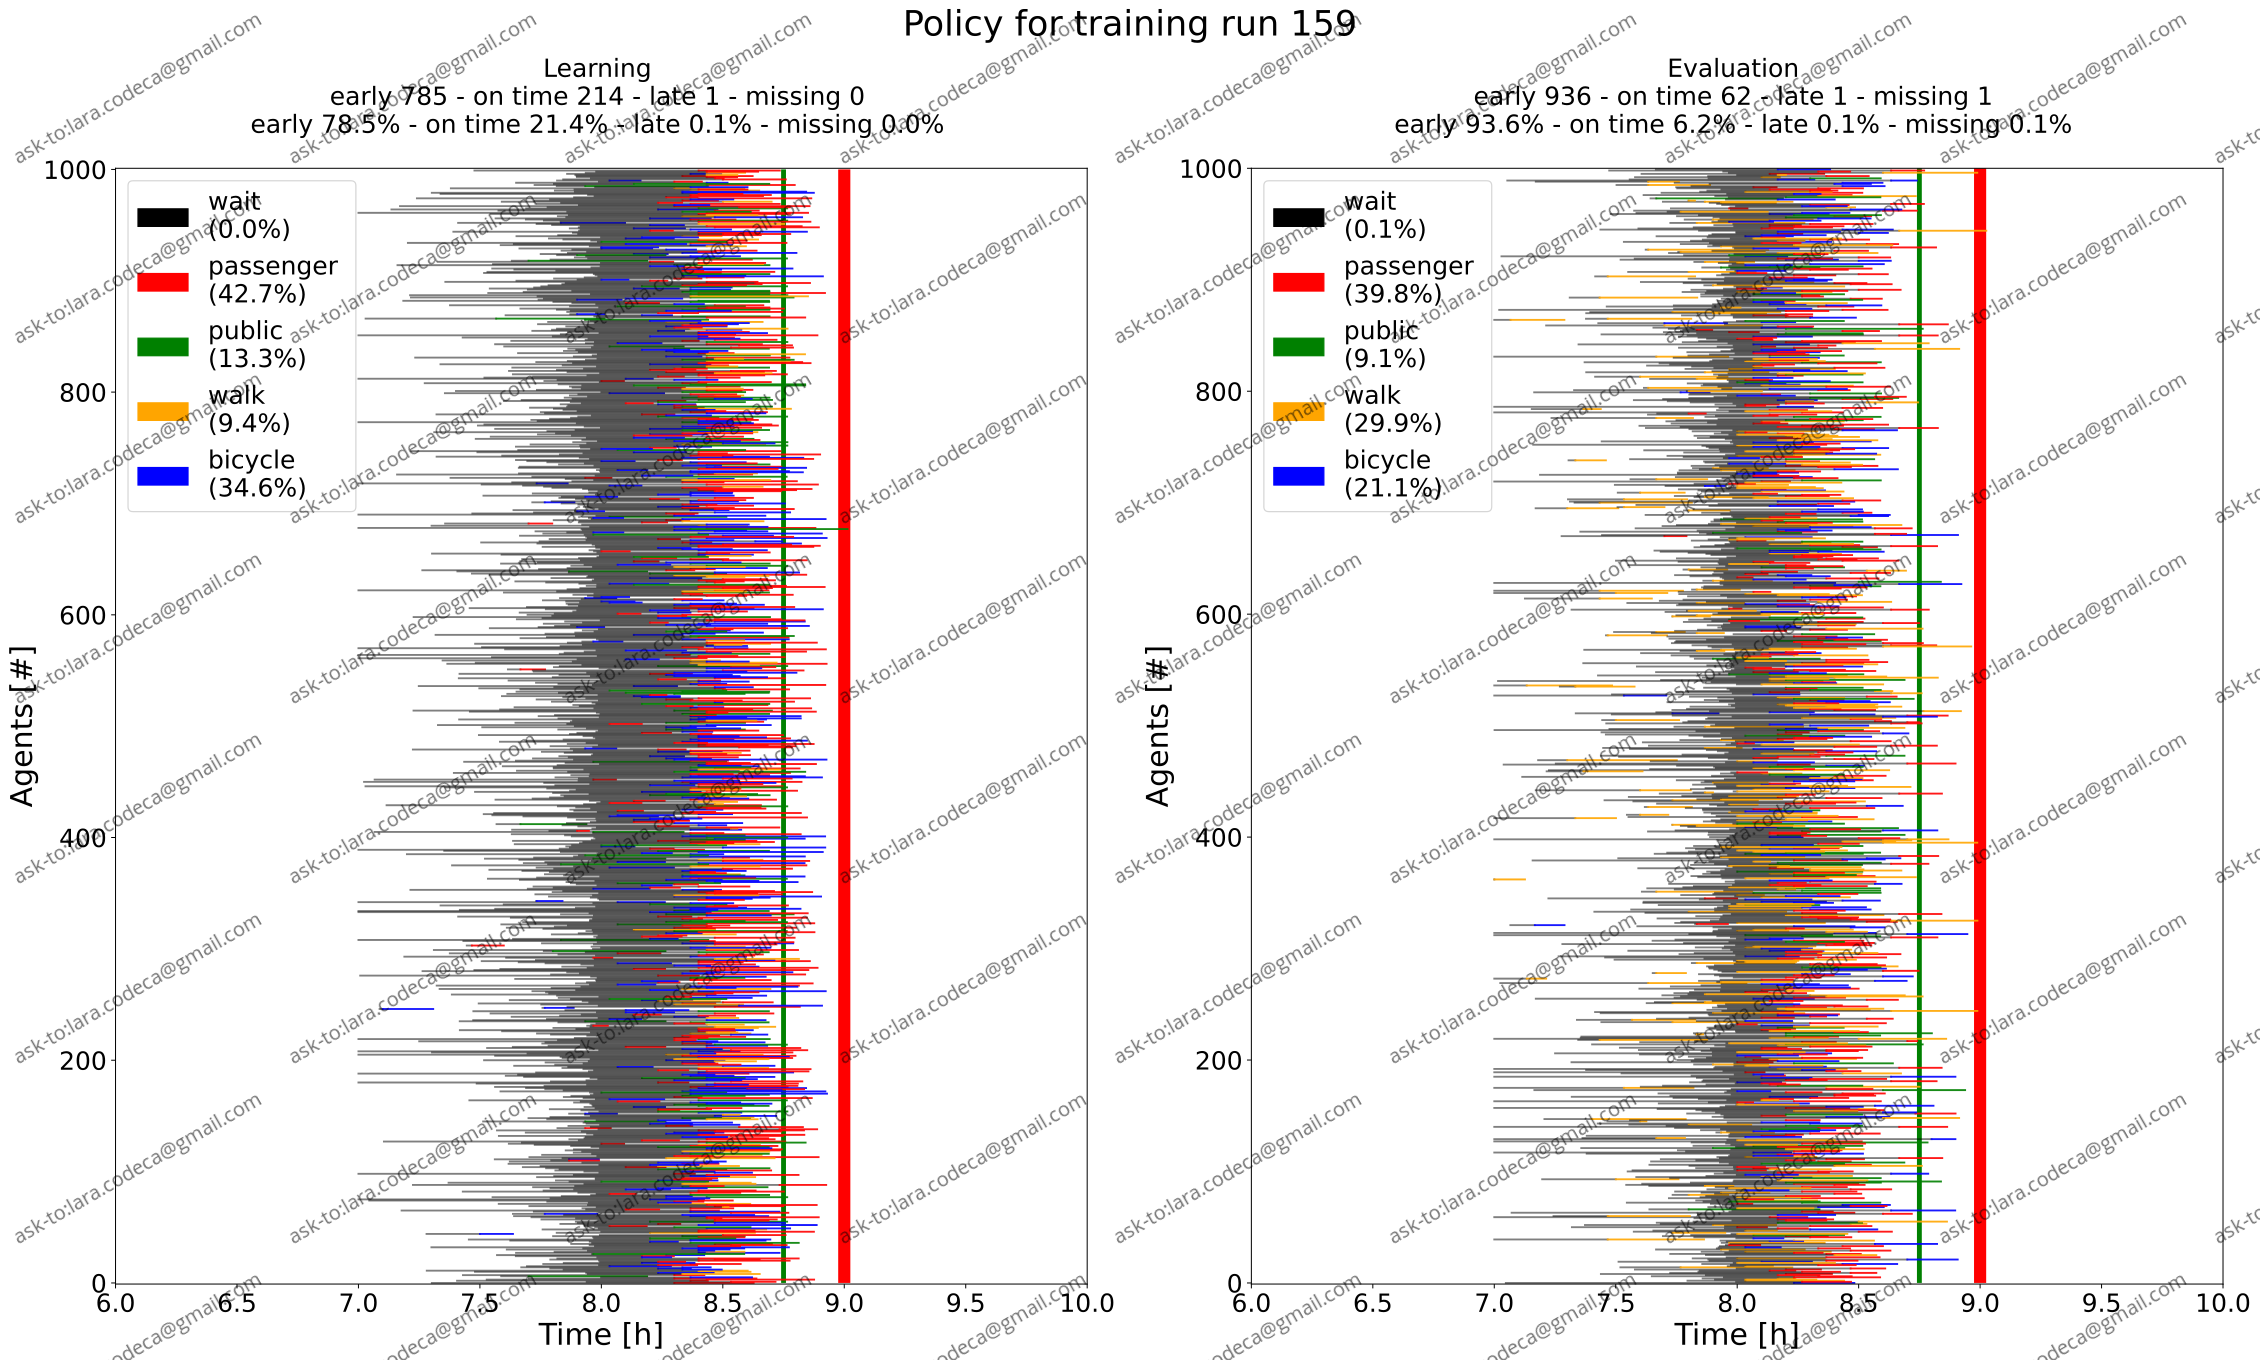 Policy for training run 159
Learning
early 785 - on time 214 - late 1 - missing 0
early 78.5% - on time 21.4% - late 0.1% - missing 0.0%
1000
800
600
400
200
0
Agents [#]
wait
(0.0%)
passenger
(42.7%)
public
(13.3%)
walk
(9.4%)
bicycle
(34.6%)
6.0 6.5 7.0 7.5 8.0 8.5 9.0 9.5 10.0
Time [h]
Evaluation
early 936 - on time 62 - late 1 - missing 1
early 93.6% - on time 6.2% - late 0.1% - missing 0.1%
1000
800
600
400
200
0
Agents [#]
wait
(0.1%)
passenger
(39.8%)
public
(9.1%)
walk
(29.9%)
bicycle
(21.1%)
6.0 6.5 7.0 7.5 8.0 8.5 9.0 9.5 10.0
Time [h]
ask-to:lara.codeca@gmail.com